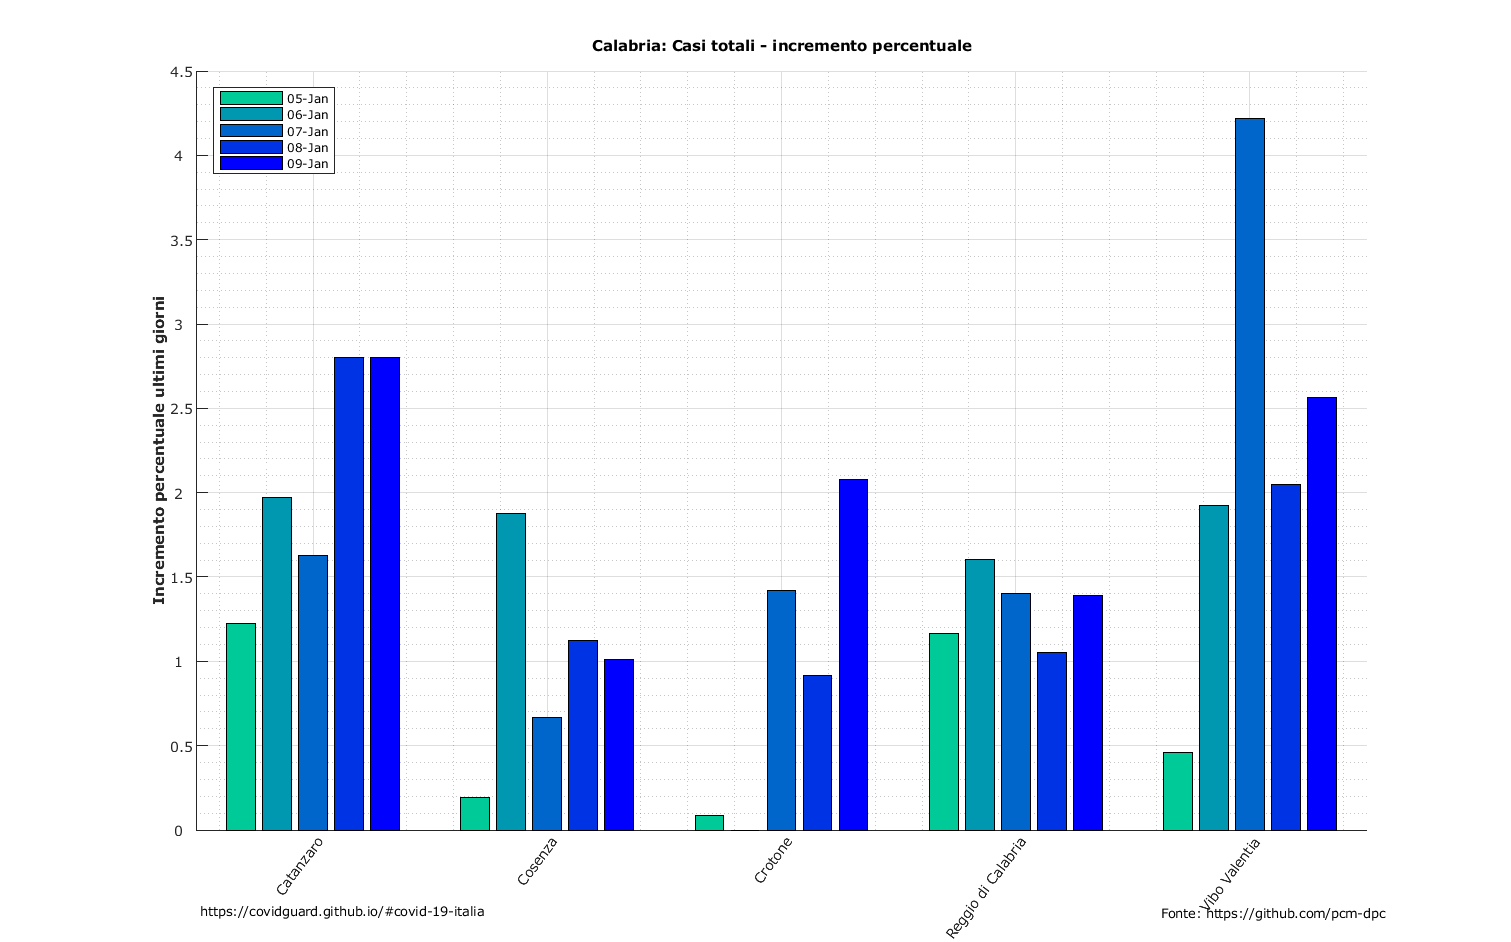 Calabria: Casi totali - incremento percentuale
4.5
4
3.5
3
2.5
2
1.5
1
0.5
0
05-Jan
06-Jan
07-Jan
08-Jan
09-Jan
Incremento percentuale ultimi giorni
Catanzaro
Cosenza
Crotone
Reggio di Calabria
Vibo Valentia
https://covidguard.github.io/#covid-19-italia
Fonte: https://github.com/pcm-dpc